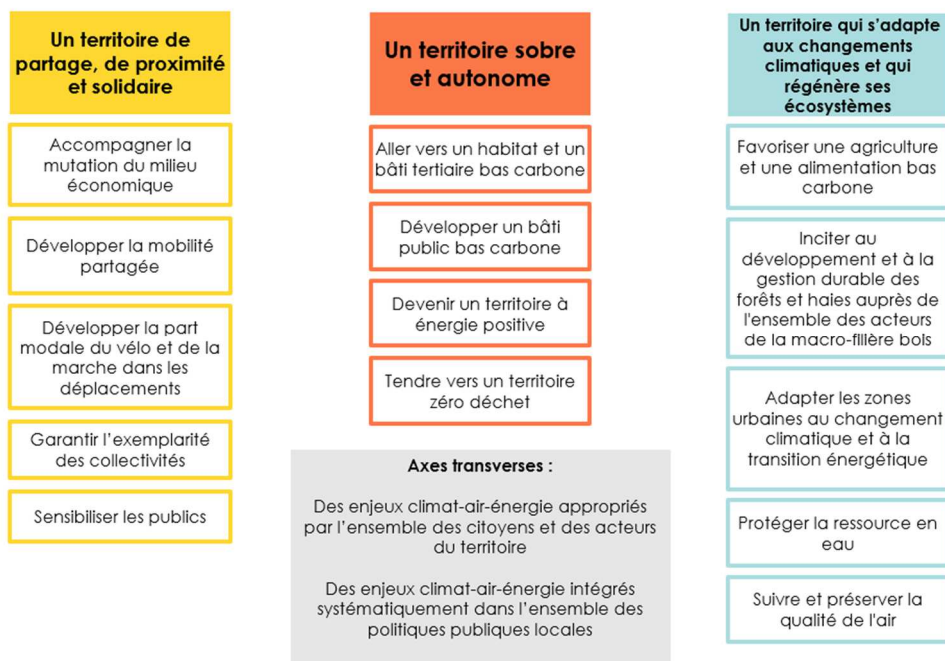 Un territoire de
partage, de proximité
et solidaire
Accompagner la
mutation du milieu
économique
Développer la mobilité
partagée
Développer la part
modale du vélo et de la
marche dans les
déplacements
Garantir l'exemplarité
des collectivités
Sensibiliser les publics
Un territoire sobre
et autonome
Aller vers un habitat et un
bâti tertiaire bas carbone
Développer un bâti
public bas carbone
Devenir un territoire à
énergie positive
Tendre vers un territoire
zéro déchet
Axes transverses :
Des enjeux climat-air-énergie appropriés
par l'ensemble des citoyens et des acteurs
du territoire
Des enjeux climat-air-énergie intégrés
systématiquement dans l'ensemble des
politiques publiques locales
Un territoire qui s'adapte
aux changements
climatiques et qui
régénère ses
écosystèmes
Favoriser une agriculture
et une alimentation bas
carbone
Inciter au
développement et à la
gestion durable des
forêts et haies auprès de
l'ensemble des acteurs
de la macro-filière bois
Adapter les zones
urbaines au changement
climatique et à la
transition énergétique
Protéger la ressource en
eau
Suivre et préserver la
qualité de l'air